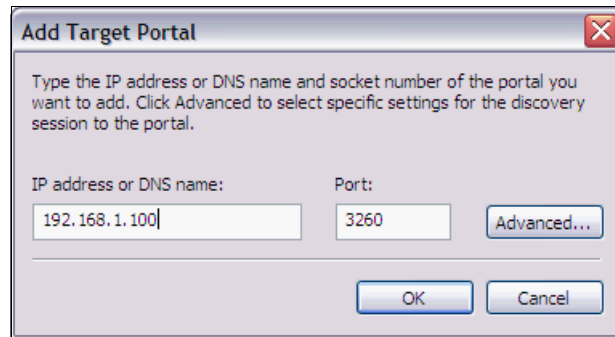 Add Target Portal
Type the IP address or DNS name and socket number of the portal you
want to add. Click Advanced to select specific settings for the discovery
session to the portal.
IP address or DNS name:
Port:
192.168.1.100
3260
Advanced...
OK
Cancel